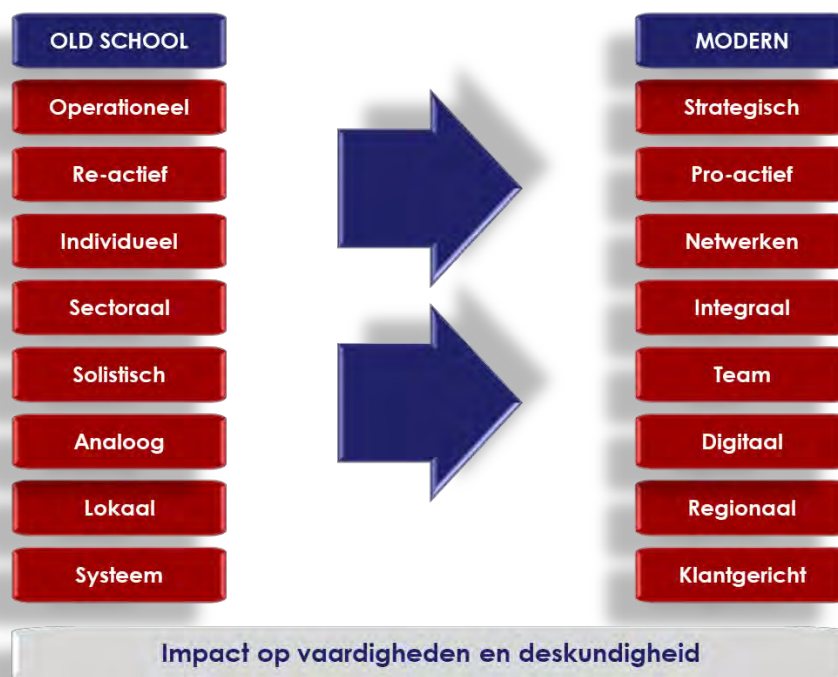 OLD SCHOOL
Operationeel
Re-actief
Individueel
Sectoraal
Solistisch
Analoog
Lokaal
Systeem
MODERN
Strategisch
Pro-actief
Netwerken
Integraal
Team
Digitaal
Regionaal
Klantgericht
Impact op vaardigheden en deskundigheid